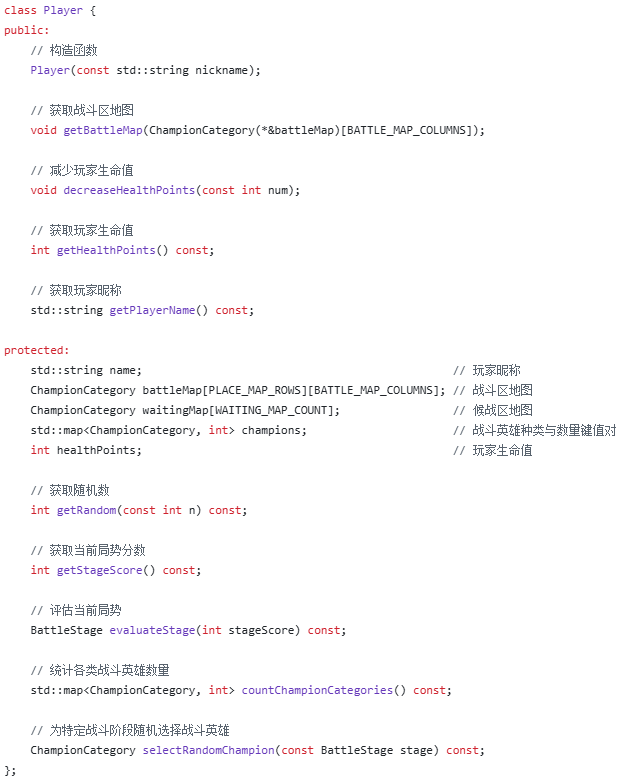 class Player {
public:
    // 构造函数
    Player(const std::string nickname);

    // 获取战斗区地图
    void getBattleMap(ChampionCategory(*&battleMap)[BATTLE_MAP_COLUMNS]);

    // 减少玩家生命值
    void decreaseHealthPoints(const int num);

    // 获取玩家生命值
    int getHealthPoints() const;

    // 获取玩家昵称
    std::string getPlayerName() const;

protected:
    std::string name;                                               // 玩家昵称
    ChampionCategory battleMap[PLACE_MAP_ROWS][BATTLE_MAP_COLUMNS]; // 战斗区地图
    ChampionCategory waitingMap[WAITING_MAP_COUNT];                 // 候战区地图
    std::map<ChampionCategory, int> champions;                      // 战斗英雄种类与数量键值对
    int healthPoints;                                               // 玩家生命值

    // 获取随机数
    int getRandom(const int n) const;

    // 获取当前局势分数
    int getStageScore() const;

    // 评估当前局势
    BattleStage evaluateStage(int stageScore) const;

    // 统计各类战斗英雄数量
    std::map<ChampionCategory, int> countChampionCategories() const;

    // 为特定战斗阶段随机选择战斗英雄
    ChampionCategory selectRandomChampion(const BattleStage stage) const;
};